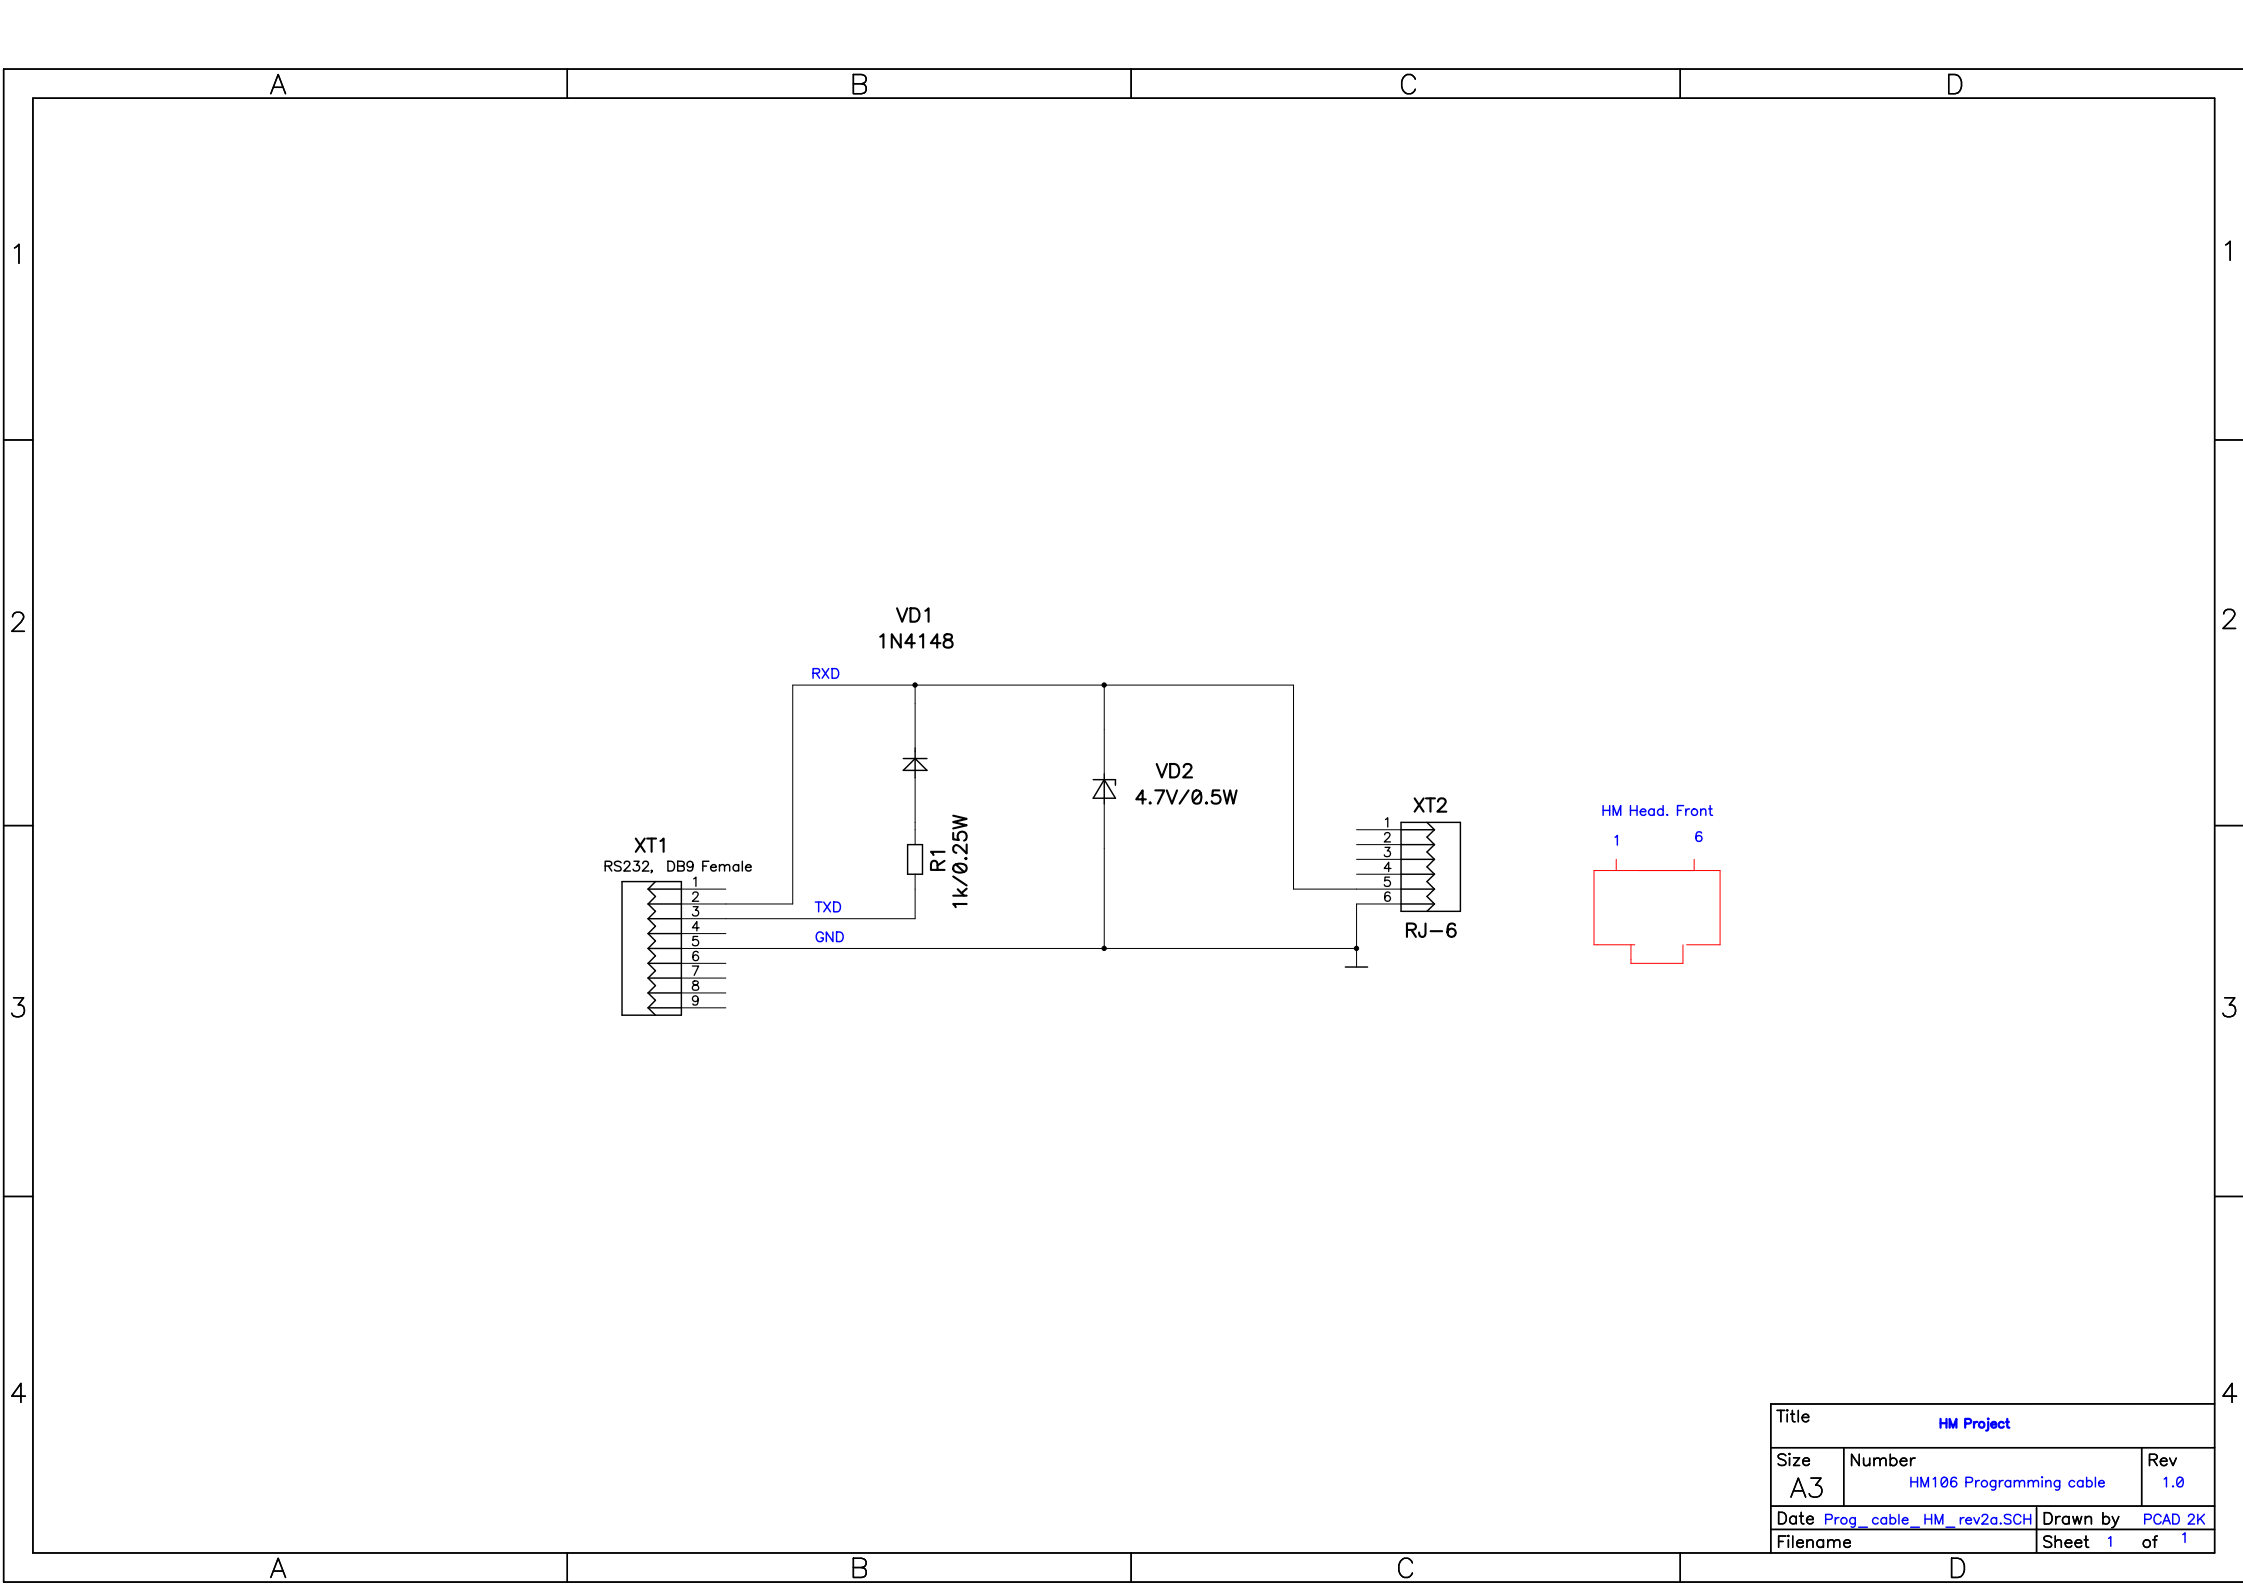 A B C D
1 1
2 2
VD1
1N4148
RXD
VD2
4.7V/0.5W
XT2
HM Head. Front
1 6
1
2
3
4
5
6
RJ-6
R1
1k/0.25W
XT1
RS232, DB9 Female
1
2
3
4
5
6
7
8
9
TXD
GND
3 3
4 4
Title
HM Project
Size Number Rev
A3 HM106 Programming cable 1.0
Date Prog_cable_HM_rev2a.SCH Drawn by PCAD 2K
Filename Sheet 1 of 1
A B C D